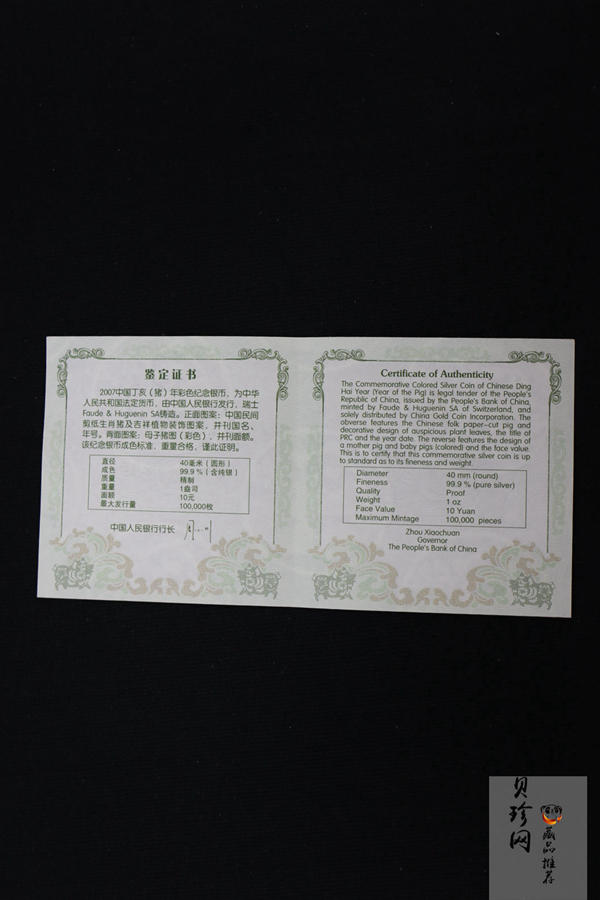 鉴定证书
2007中国丁亥（猪）年彩色纪念银币，为中华
人民共和国法定货币，由中国人民银行发行，瑞士
Faude & Huguenin SA铸造。正面图案：中国民间
剪纸生肖猪及吉祥植物装饰图案，并刊国名、
年号。背面图案：母子猪图（彩色），并刊面额。
该纪念银币成色标准，重量合格，谨此证明。
直径 40毫米（圆形）
成色 99.9 %（含纯银）
质量 精制
重量 1盎司
面额 10元
最大发行量 100,000枚
中国人民银行行长
Certificate of Authenticity
The Commemorative Colored Silver Coin of Chinese Ding
Hai Year (Year of the Pig) is legal tender of the People's
Republic of China, issued by the People's Bank of China,
minted by Faude & Huguenin SA of Switzerland, and
solely distributed by China Gold Coin Incorporation. The
obverse features the Chinese folk paper-cut pig and
decorative design of auspicious plant leaves, the title of
PRC and the year date. The reverse features the design of
a mother pig and baby pigs (colored) and the face value.
This is to certify that this commemorative silver coin is up
to standard as to its fineness and weight.
Diameter 40 mm (round)
Fineness 99.9 % (pure silver)
Quality Proof
Weight 1 oz
Face Value 10 Yuan
Maximum Mintage 100,000 pieces
Zhou Xiaochuan
Governor
The People's Bank of China
贝珍网
藏品推荐